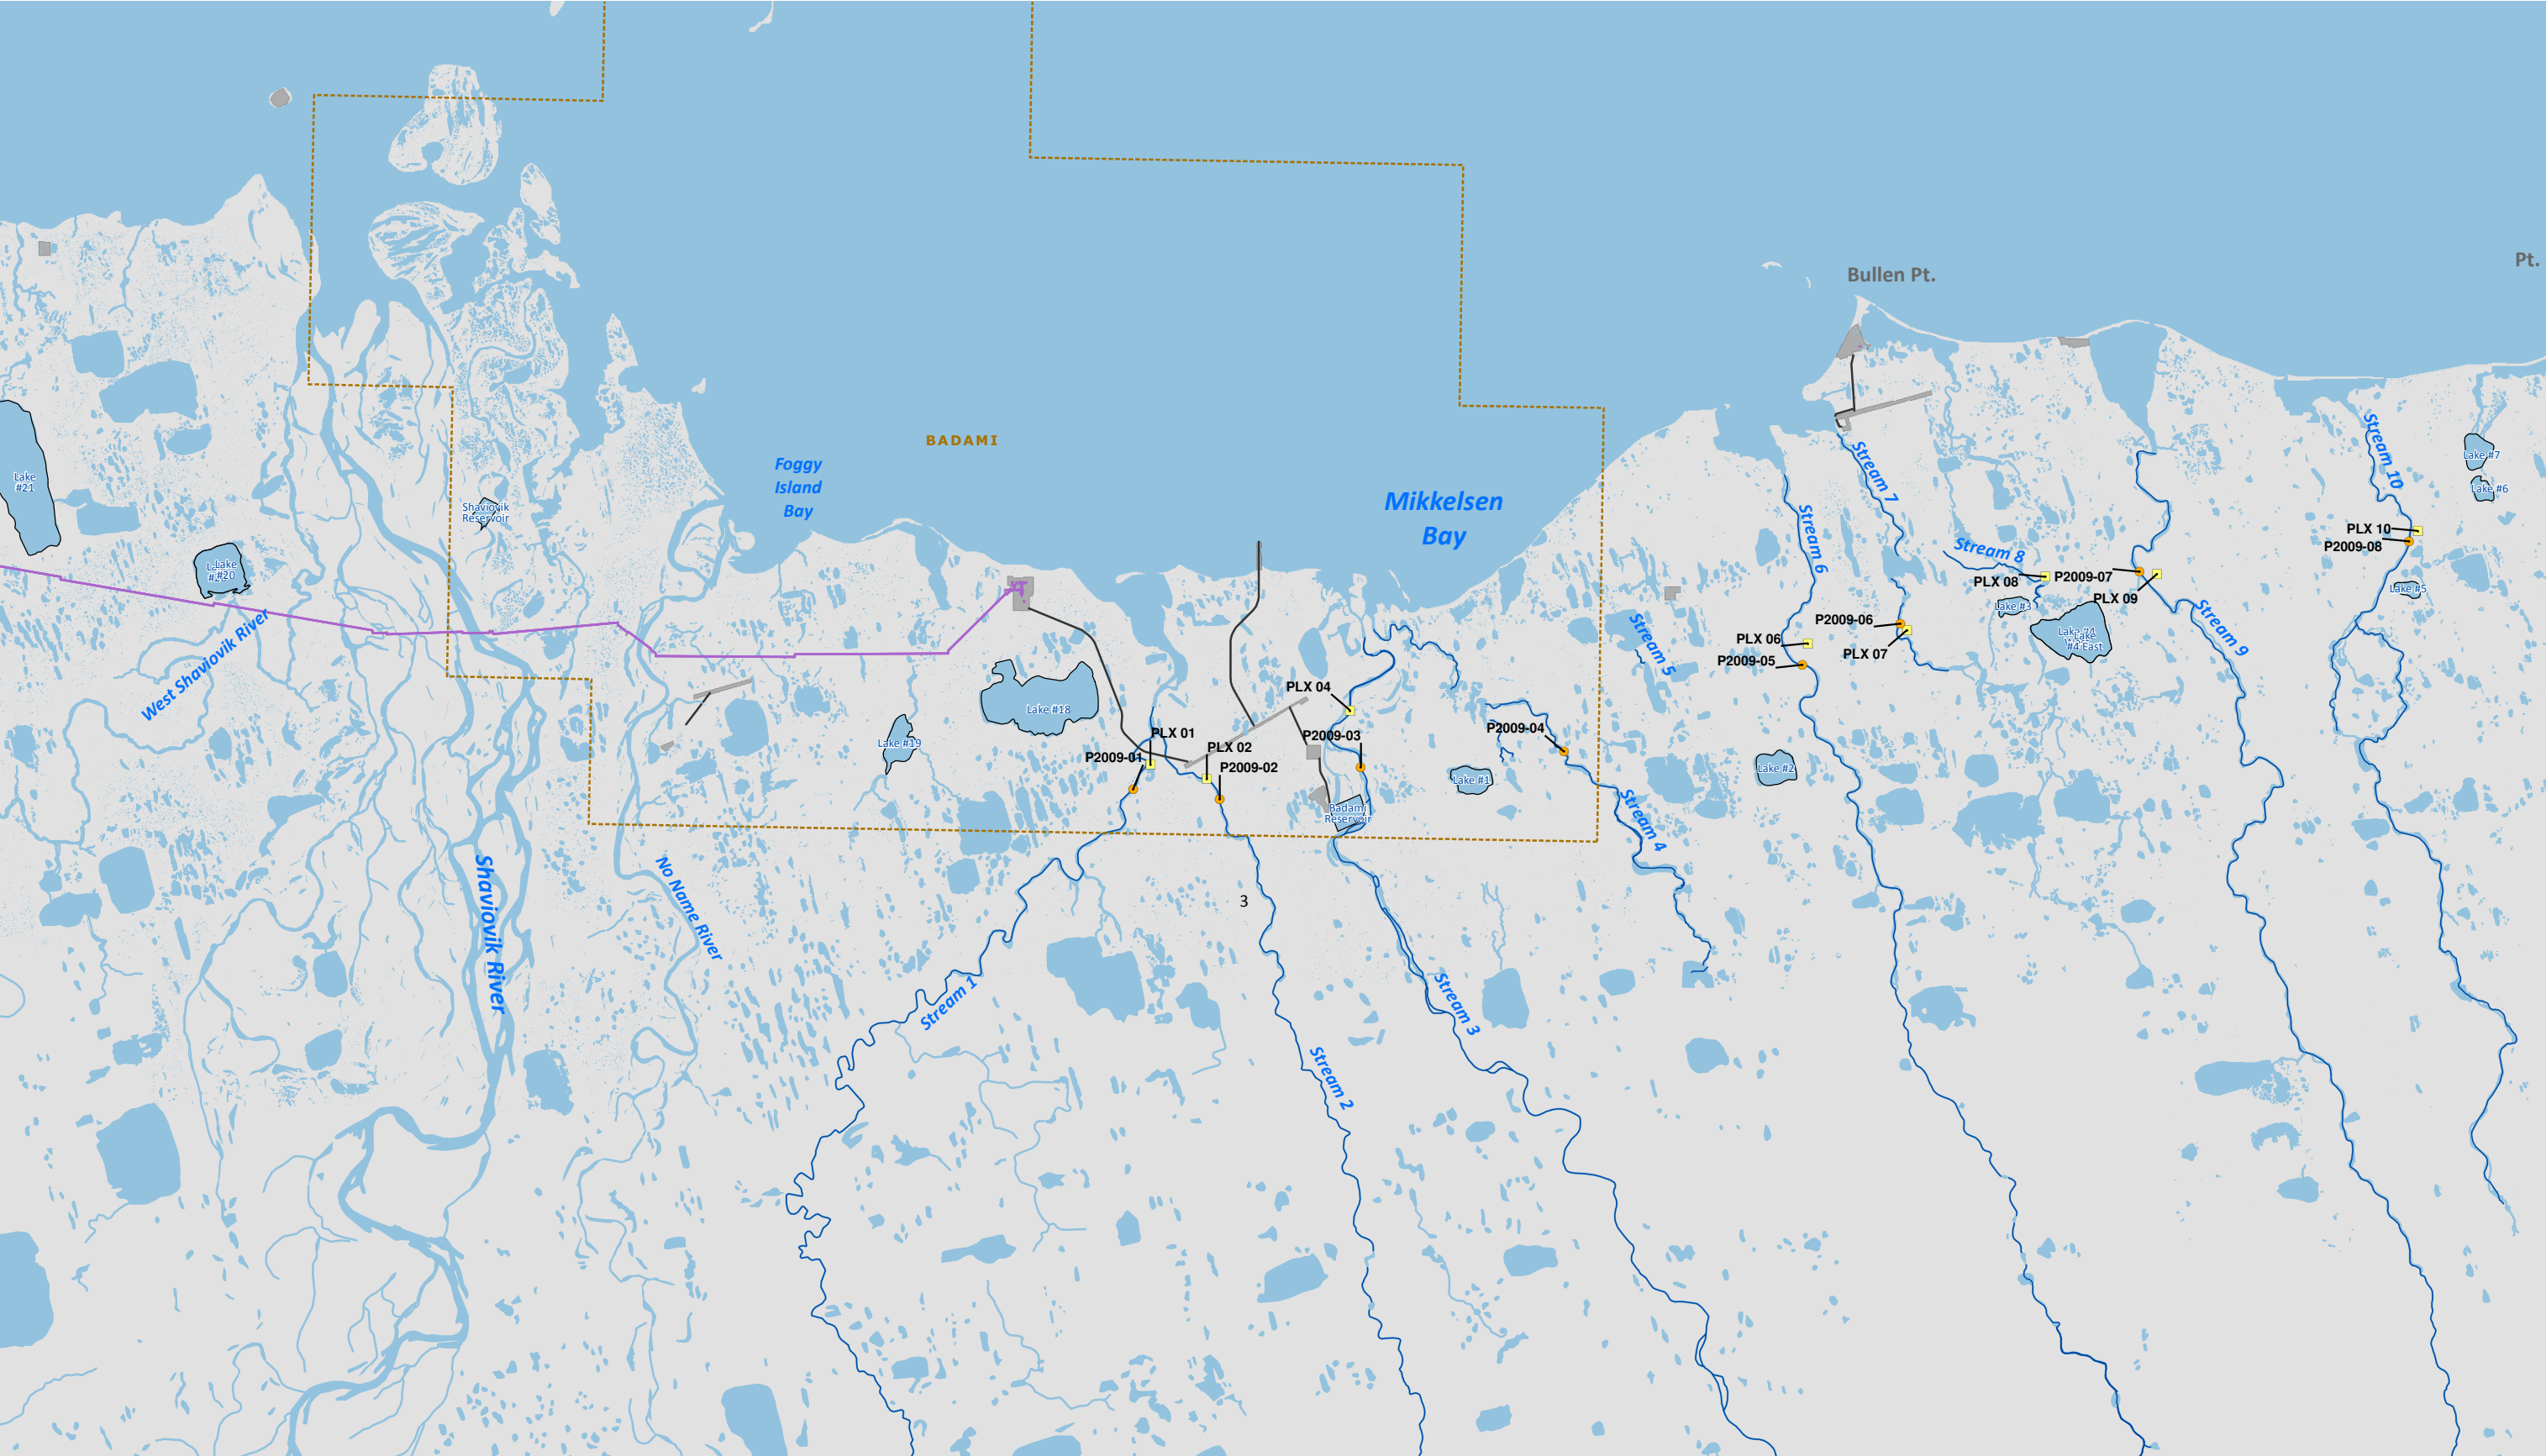 Pt.
Bullen Pt.
BADAMI
Foggy
Island
Bay
Mikkelsen
Bay
Lake
#21
Shaviovik
Reservoir
Lake
#20
West Shaviovik River
Shaviovik River
No Name River
Lake #19
Lake #18
PLX 01
P2009-01
PLX 02
P2009-02
PLX 04
P2009-03
Badami
Reservoir
Lake #1
P2009-04
Stream 1
Stream 2
Stream 3
Stream 4
Stream 5
3
Lake #2
PLX 06
P2009-05
Stream 6
Stream 7
P2009-06
PLX 07
Stream 8
PLX 08
P2009-07
PLX 09
Lake #3
#4 East
Stream 9
Stream 10
PLX 10
P2009-08
Lake #5
Lake #6
Lake #7